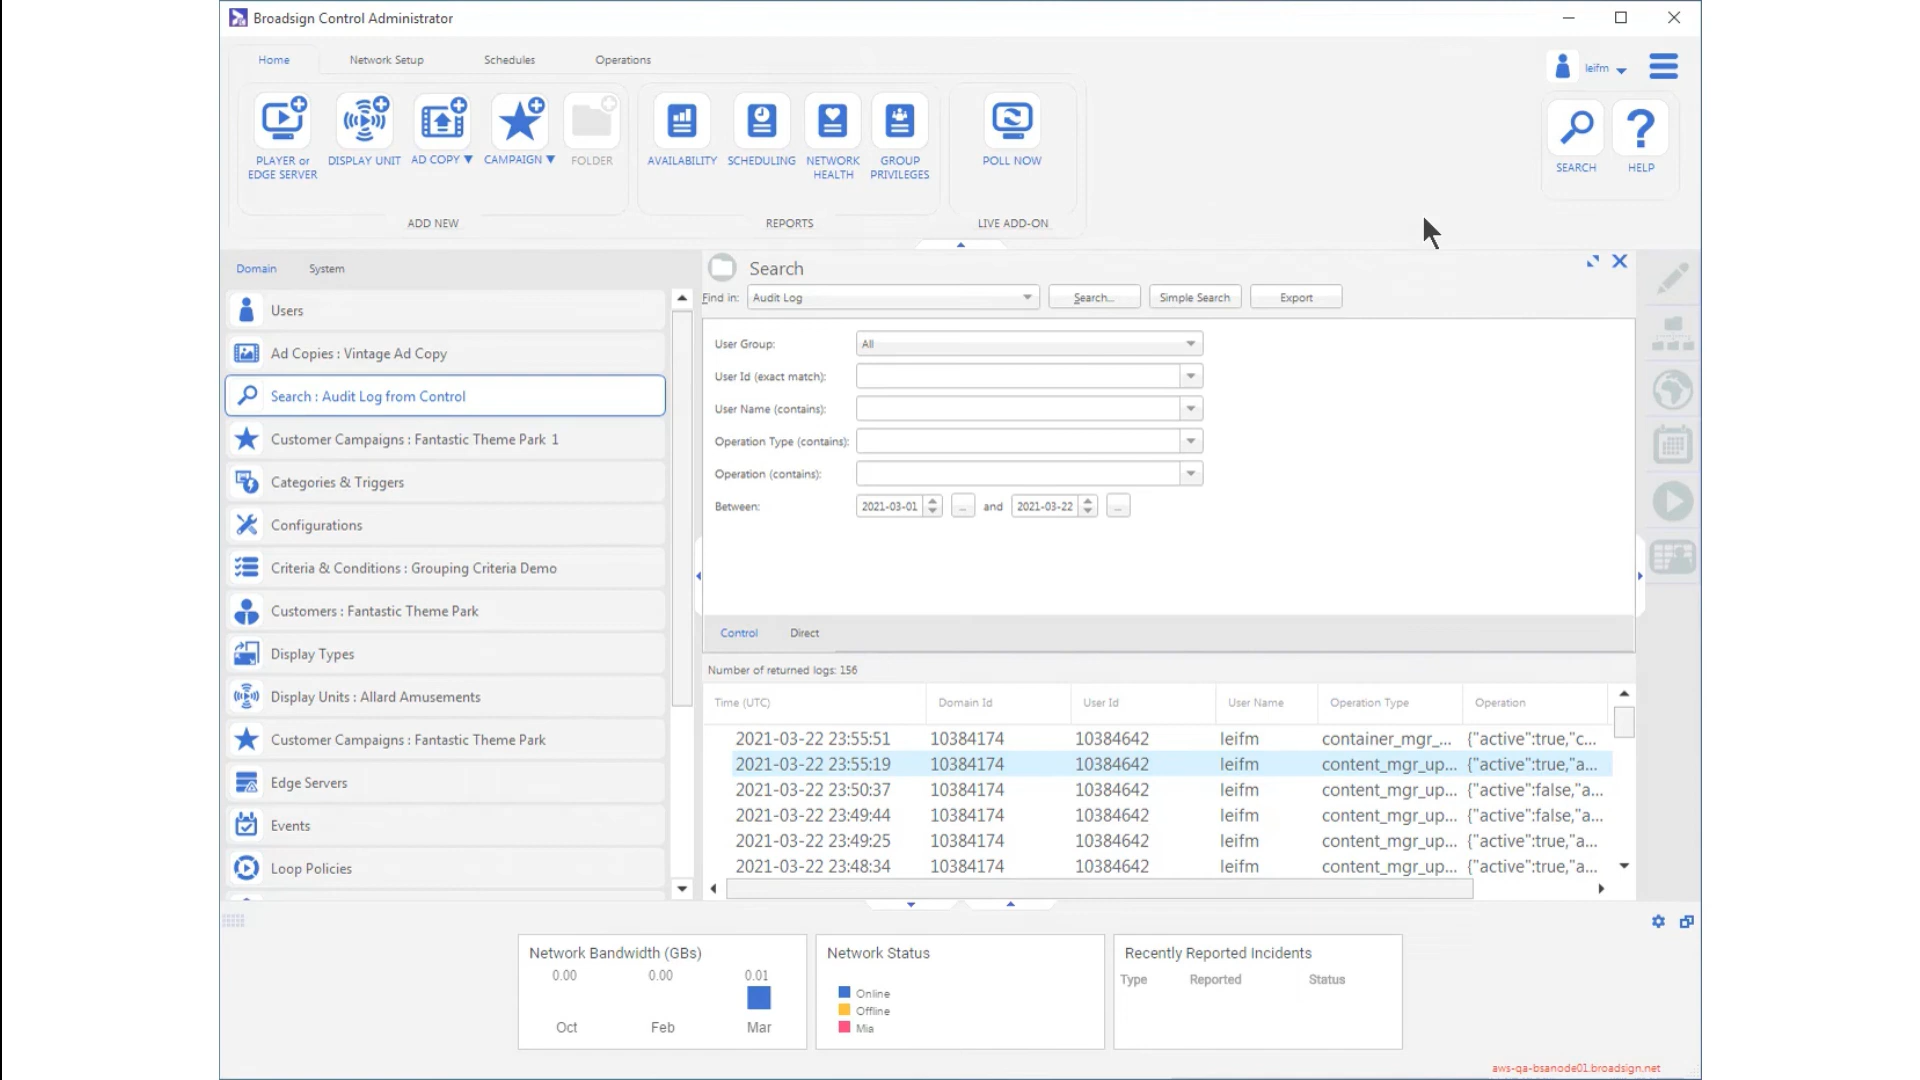 Broadsign Control Administrator
Home Network Setup Schedules Operations
leifm
PLAYER or
EDGE SERVER
DISPLAY UNIT
AD COPY ▼
CAMPAIGN ▼
FOLDER
AVAILABILITY
SCHEDULING
NETWORK
HEALTH
GROUP
PRIVILEGES
POLL NOW
SEARCH
HELP
ADD NEW
REPORTS
LIVE ADD-ON
Domain System
Users
Ad Copies : Vintage Ad Copy
Search : Audit Log from Control
Customer Campaigns : Fantastic Theme Park 1
Categories & Triggers
Configurations
Criteria & Conditions : Grouping Criteria Demo
Customers : Fantastic Theme Park
Display Types
Display Units : Allard Amusements
Customer Campaigns : Fantastic Theme Park
Edge Servers
Events
Loop Policies
Search
Find in: Audit Log Search... Simple Search Export
User Group: All
User Id (exact match):
User Name (contains):
Operation Type (contains):
Operation (contains):
Between: 2021-03-01 ... and 2021-03-22 ...
Control Direct
Number of returned logs: 156
Time (UTC) Domain Id User Id User Name Operation Type Operation
2021-03-22 23:55:51 10384174 10384642 leifm container_mgr_... {"active":true,"c...
2021-03-22 23:55:19 10384174 10384642 leifm content_mgr_up... {"active":true,"a...
2021-03-22 23:50:37 10384174 10384642 leifm content_mgr_up... {"active":false,"a...
2021-03-22 23:49:44 10384174 10384642 leifm content_mgr_up... {"active":false,"a...
2021-03-22 23:49:25 10384174 10384642 leifm content_mgr_up... {"active":true,"a...
2021-03-22 23:48:34 10384174 10384642 leifm content_mgr_up... {"active":true,"a...
Network Bandwidth (GBs)
0.00 0.00 0.01
Oct Feb Mar
Network Status
Online
Offline
Mia
Recently Reported Incidents
Type Reported Status
aws-qa-bsanode01.broadsign.net